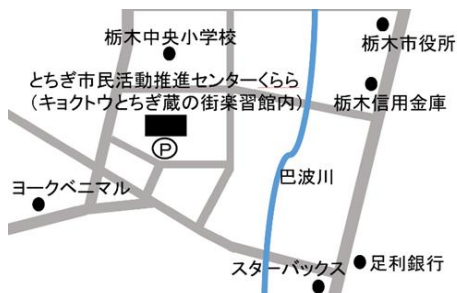 栃木中央小学校
栃木市役所
とちぎ市民活動推進センターくらら
(キョクトウとちぎ蔵の街楽習館内)
栃木信用金庫
P
ヨークベニマル
巴波川
スターバックス
足利銀行